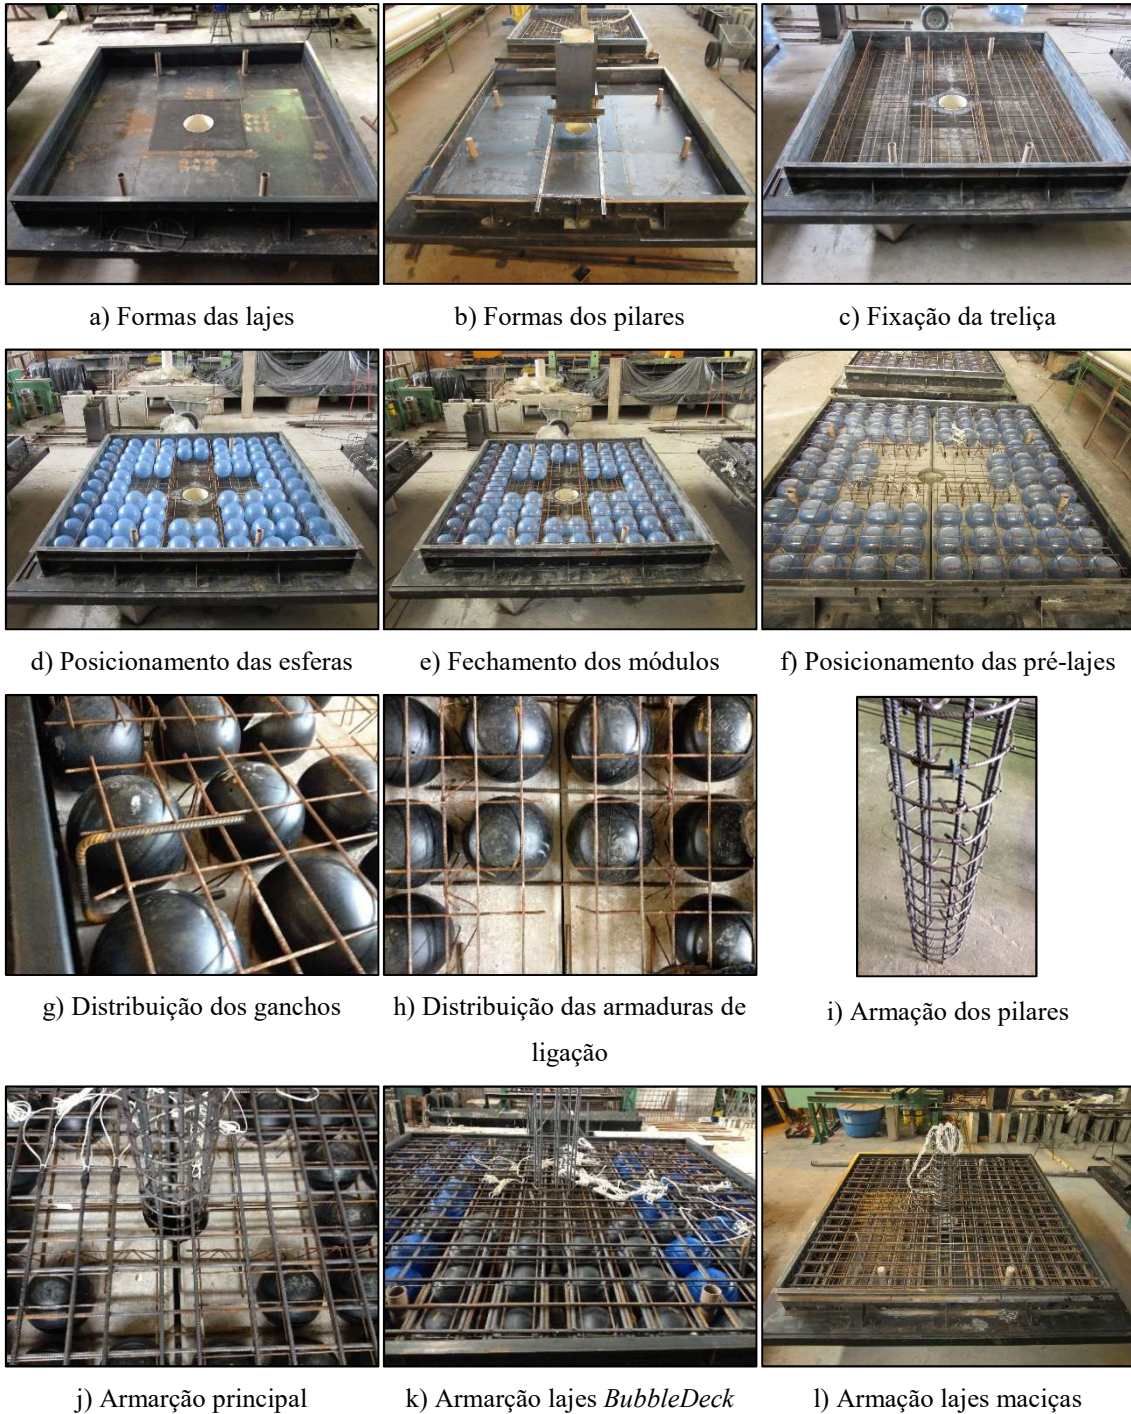 a) Formas das lajes
b) Formas dos pilares
c) Fixação da treliça
d) Posicionamento das esferas
e) Fechamento dos módulos
f) Posicionamento das pré-lajes
g) Distribuição dos ganchos
h) Distribuição das armaduras de
ligação
i) Armação dos pilares
j) Armarção principal
k) Armarção lajes BubbleDeck
l) Armação lajes maciças